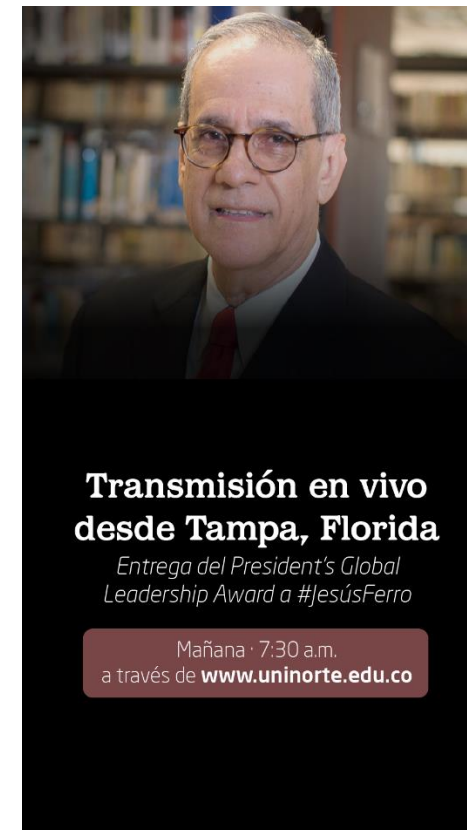 Transmisión en vivo
desde Tampa, Florida
Entrega del President's Global
Leadership Award a #JesúsFerro
Mañana · 7:30 a.m.
a través de www.uninorte.edu.co